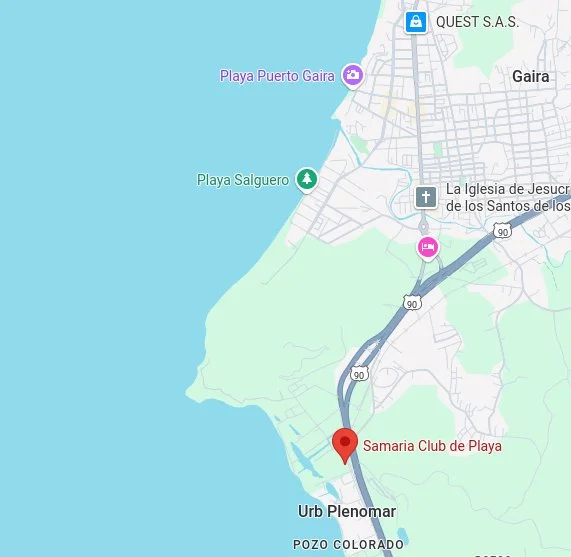 QUEST S.A.S.
Playa Puerto Gaira
Gaira
Playa Salguero
La Iglesia de Jesucr
de los Santos de los
90
90
90
Samaria Club de Playa
Urb Plenomar
POZO COLORADO